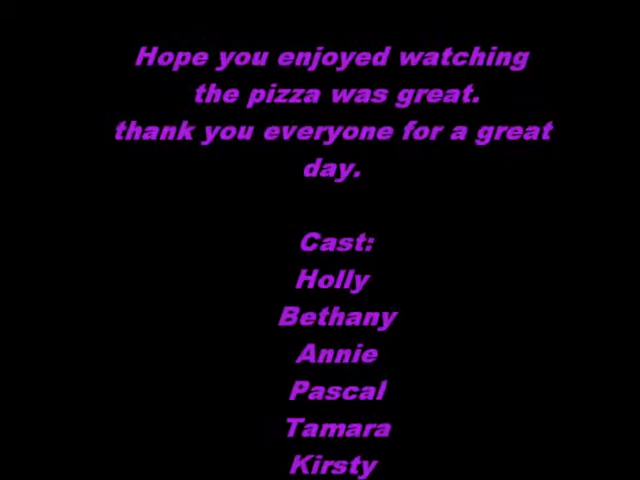 Hope you enjoyed watching
the pizza was great.
thank you everyone for a great
day.
Cast:
Holly
Bethany
Annie
Pascal
Tamara
Kirsty